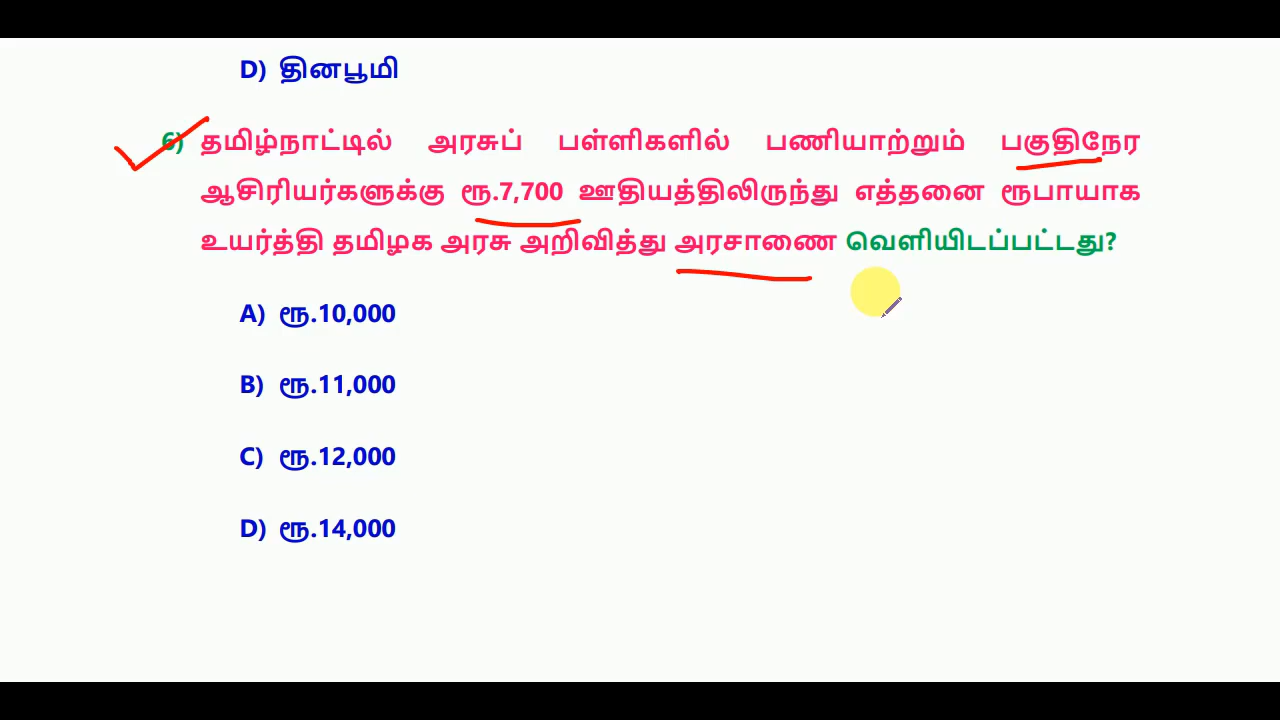 D) தினபூமி
6) தமிழ்நாட்டில் அரசுப் பள்ளிகளில் பணியாற்றும் பகுதிநேர
ஆசிரியர்களுக்கு ரூ.7,700 ஊதியத்திலிருந்து எத்தனை ரூபாயாக
உயர்த்தி தமிழக அரசு அறிவித்து அரசாணை வெளியிடப்பட்டது?
A) ரூ.10,000
B) ரூ.11,000
C) ரூ.12,000
D) ரூ.14,000